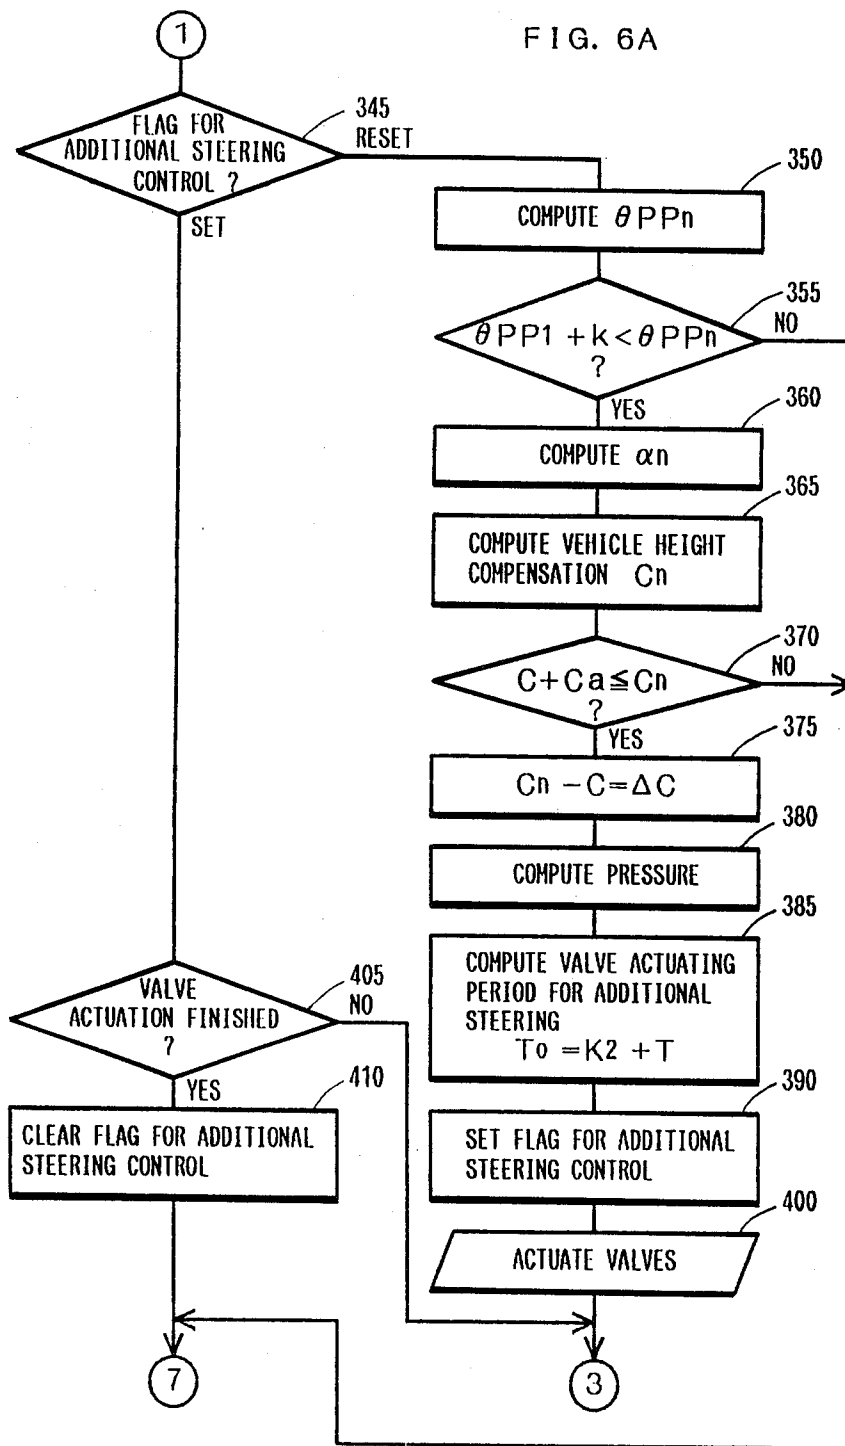 FIG. 6A
1
FLAG FOR
ADDITIONAL STEERING
CONTROL ?
345
RESET
SET
350
COMPUTE θPPn
355
NO
θPP1 + k < θPPn
?
YES
360
COMPUTE αn
365
COMPUTE VEHICLE HEIGHT
COMPENSATION Cn
370
NO
C+Ca≦Cn
?
YES
375
Cn −C=ΔC
380
COMPUTE PRESSURE
385
COMPUTE VALVE ACTUATING
PERIOD FOR ADDITIONAL
STEERING
To =K2 +T
390
SET FLAG FOR ADDITIONAL
STEERING CONTROL
400
ACTUATE VALVES
3
VALVE
ACTUATION FINISHED
?
405
NO
YES
410
CLEAR FLAG FOR ADDITIONAL
STEERING CONTROL
7